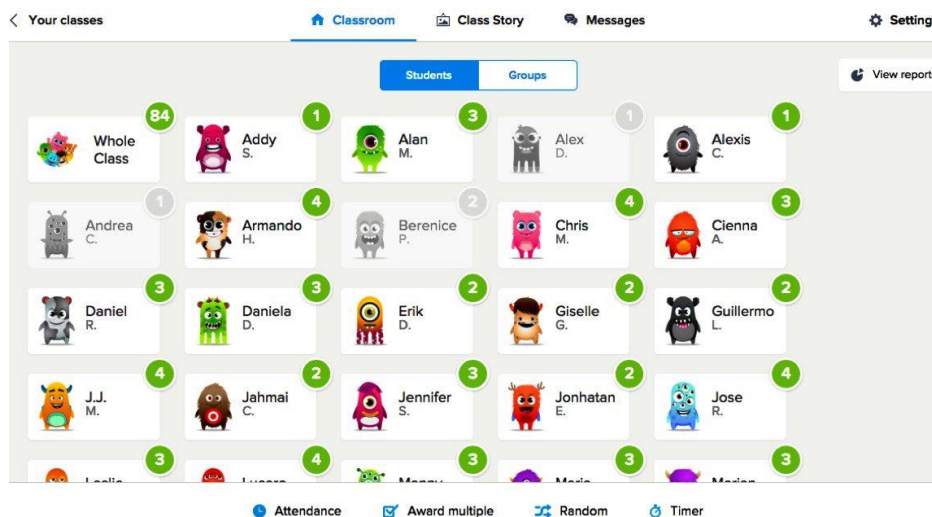 Your classes
Classroom
Class Story
Messages
Setting
Students
Groups
View report
84
Whole
Class
1
Addy
S.
3
Alan
M.
1
Alex
D.
1
Alexis
C.
1
Andrea
C.
4
Armando
H.
2
Berenice
P.
4
Chris
M.
3
Cienna
A.
3
Daniel
R.
3
Daniela
D.
2
Erik
D.
2
Giselle
G.
2
Guillermo
L.
4
J.J.
M.
2
Jahmai
C.
3
Jennifer
S.
2
Jonhatan
E.
4
Jose
R.
3
4
3
3
3
Attendance
Award multiple
Random
Timer